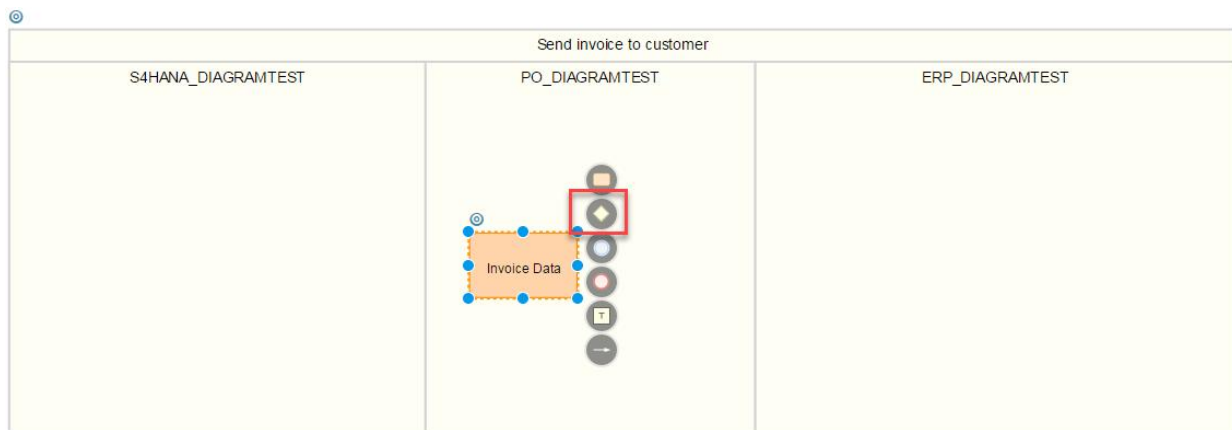 Send invoice to customer
S4HANA_DIAGRAMTEST
PO_DIAGRAMTEST
ERP_DIAGRAMTEST
Invoice Data
T